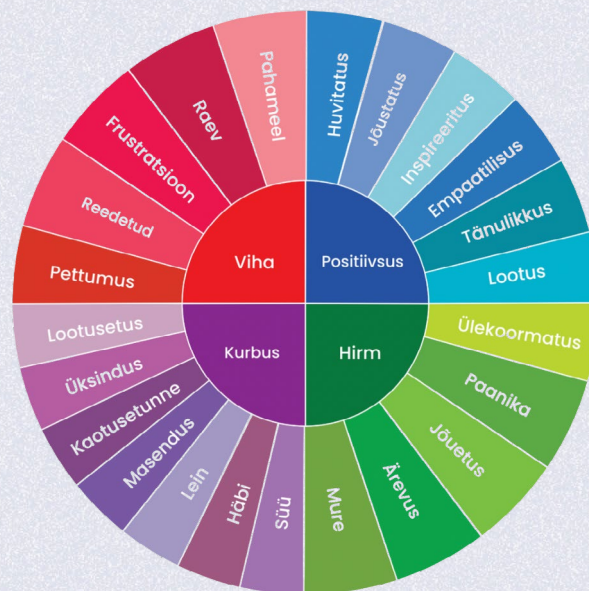 Huvitatus
Jõustatus
Inspireeritus
Empaatilisus
Tänulikkus
Lootus
Ülekoormatus
Paanika
Jõuetus
Ärevus
Mure
Süü
Häbi
Lein
Masendus
Kaotusetunne
Üksindus
Lootusetus
Pettumus
Reedetud
Frustratsioon
Raev
Pahameel
Viha
Positiivsus
Kurbus
Hirm